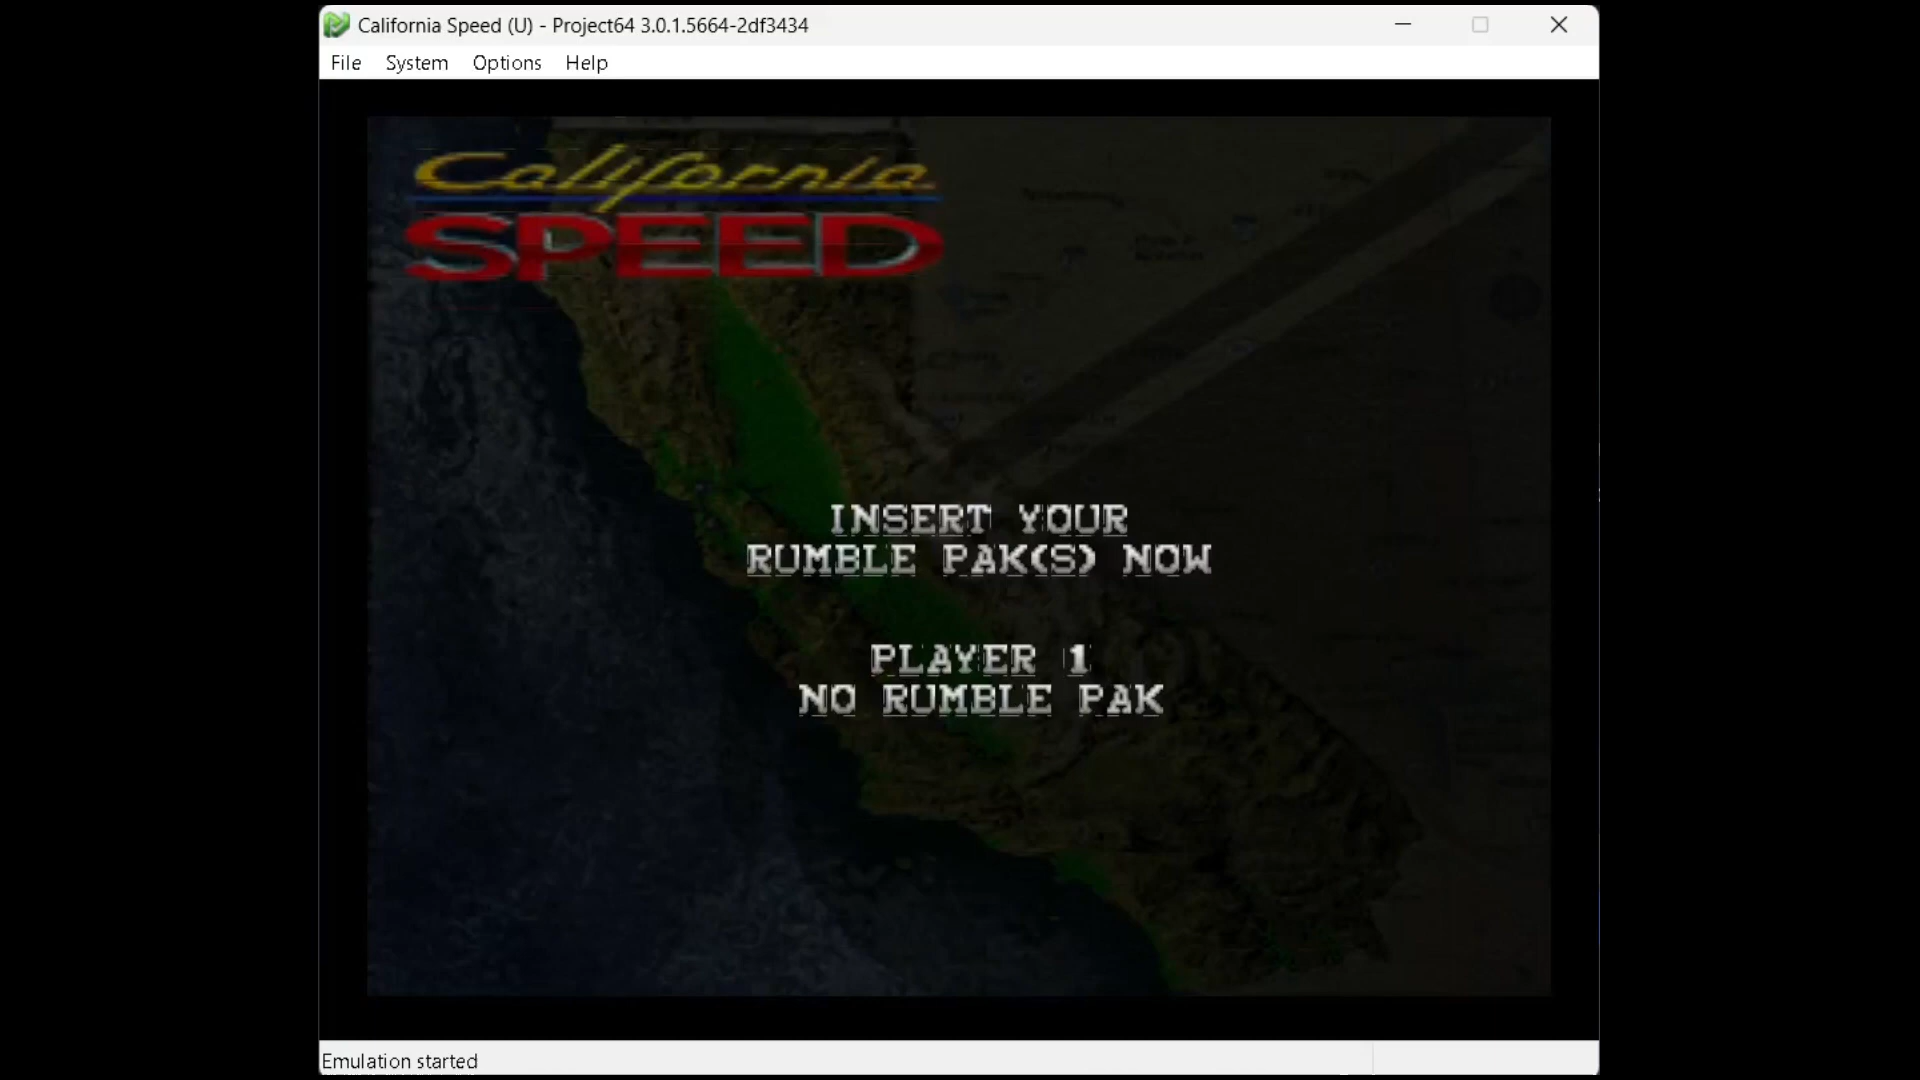 California Speed (U) - Project64 3.0.1.5664-2df3434
File System Options Help
California
SPEED
INSERT YOUR
RUMBLE PAK(S) NOW
PLAYER 1
NO RUMBLE PAK
Emulation started